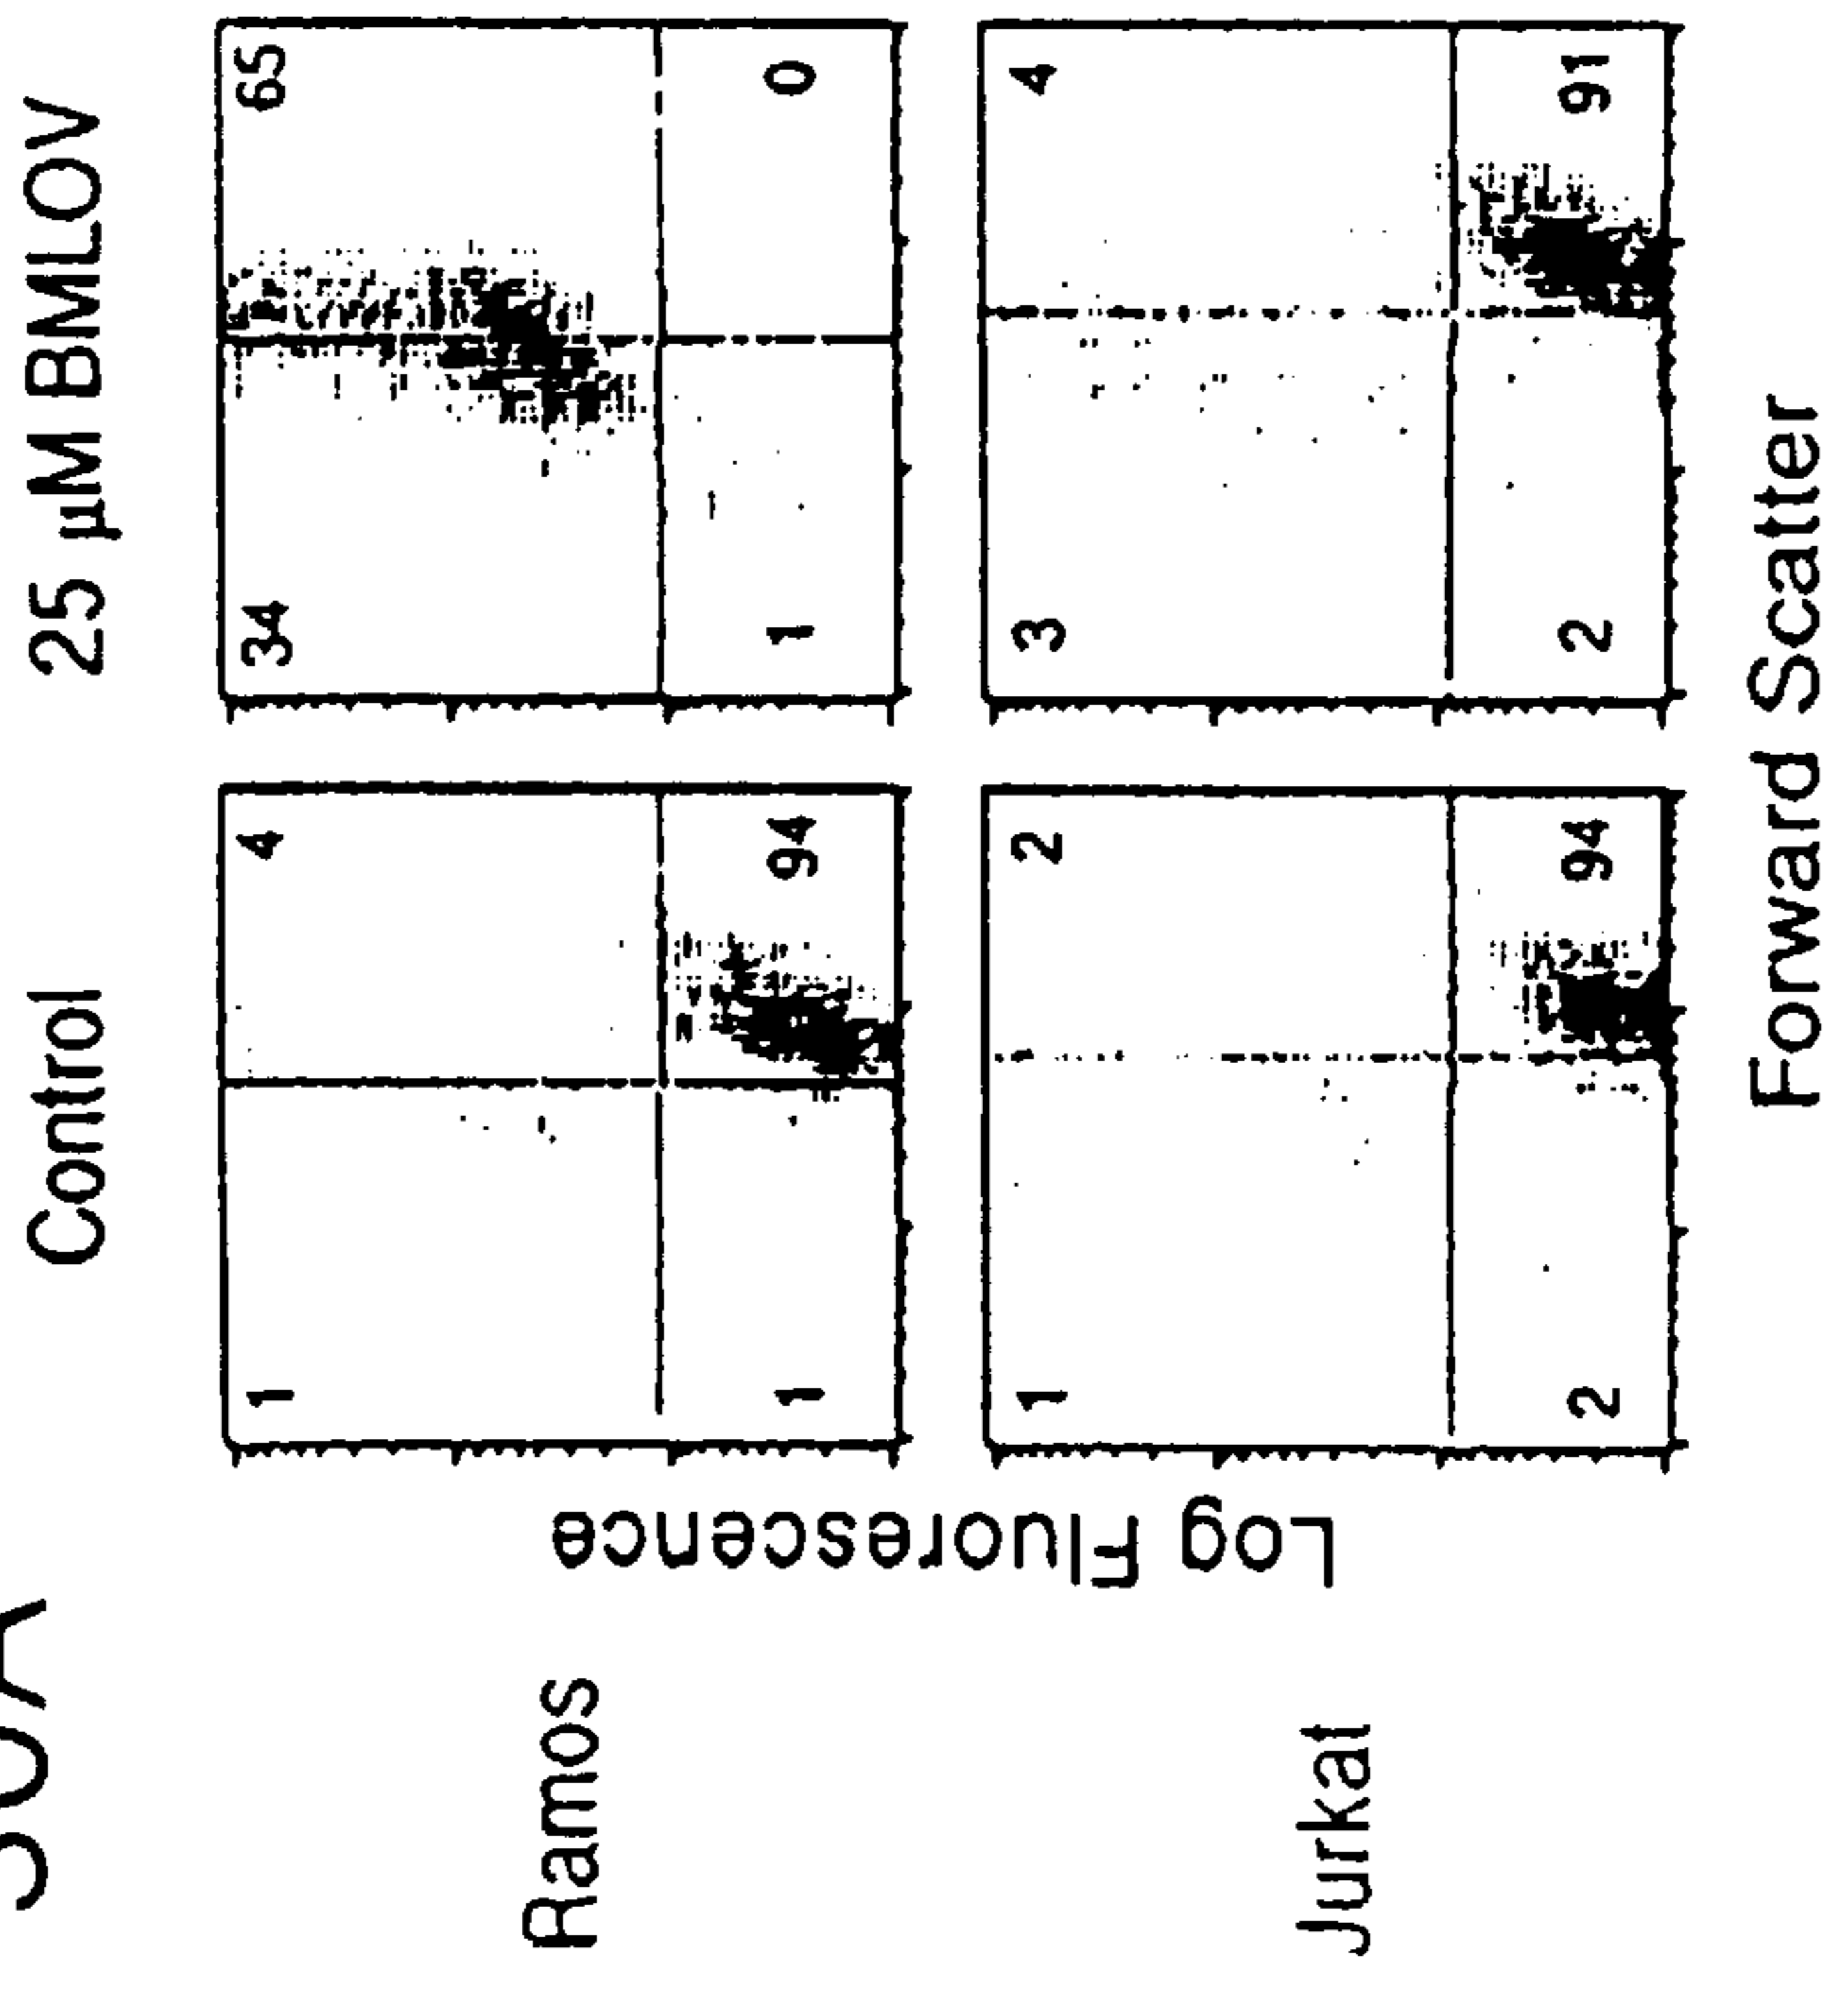 Control 25 µM BMLOV
1 4 34 65
Ramos
1 94 1 0
Log Fluorescence
1 2 3 4
Jurkat
2 94 2 91
Forward Scatter